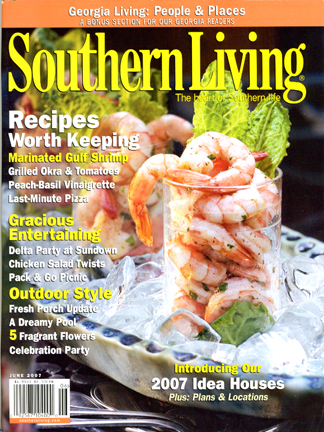 Georgia Living: People & Places
A BONUS SECTION FOR OUR GEORGIA READERS
Southern Living®
The heart of Southern life
Recipes
Worth Keeping
Marinated Gulf Shrimp
Grilled Okra & Tomatoes
Peach-Basil Vinaigrette
Last-Minute Pizza
Gracious
Entertaining
Delta Party at Sundown
Chicken Salad Twists
Pack & Go Picnic
Outdoor Style
Fresh Porch Update
A Dreamy Pool
5 Fragrant Flowers
Celebration Party
Introducing Our
2007 Idea Houses
Plus: Plans & Locations
JUNE 2007
06